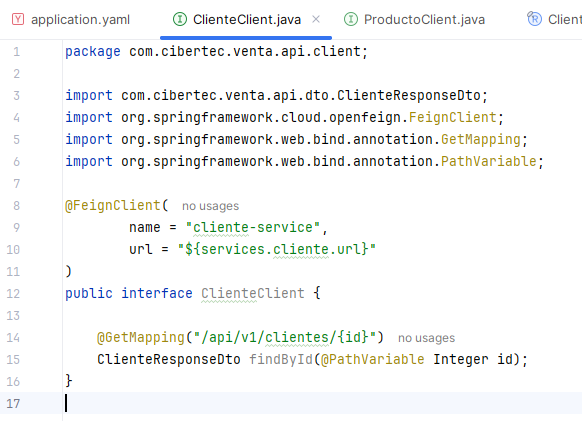 application.yaml ClienteClient.java × ProductoClient.java Client
1 package com.cibertec.venta.api.client;
2
3 import com.cibertec.venta.api.dto.ClienteResponseDto;
4 import org.springframework.cloud.openfeign.FeignClient;
5 import org.springframework.web.bind.annotation.GetMapping;
6 import org.springframework.web.bind.annotation.PathVariable;
7
8 @FeignClient( no usages
9 name = "cliente-service",
10 url = "${services.cliente.url}"
11 )
12 public interface ClienteClient {
13
14 @GetMapping("/api/v1/clientes/{id}") no usages
15 ClienteResponseDto findById(@PathVariable Integer id);
16 }
17